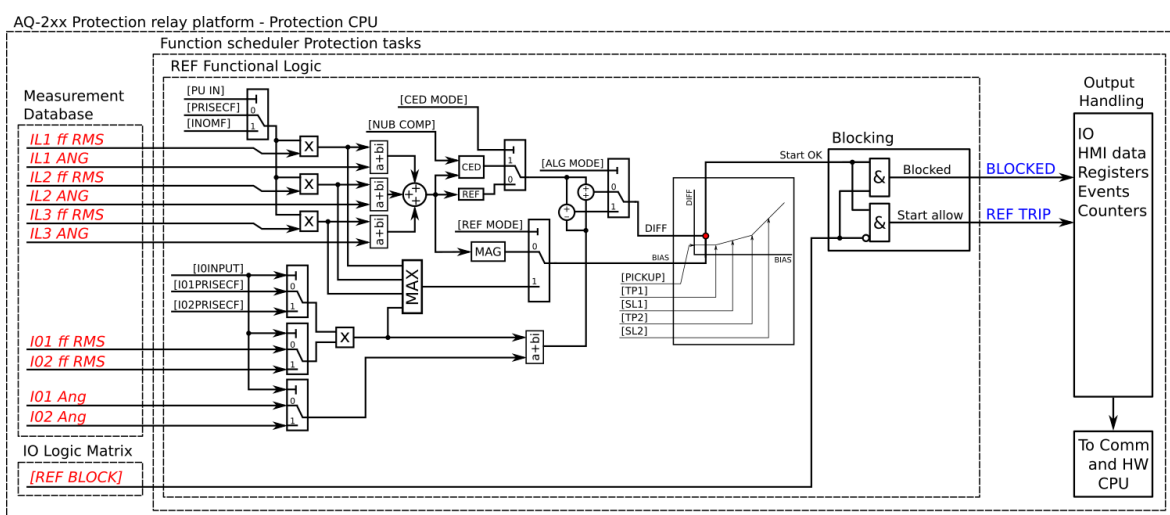 AQ-2xx Protection relay platform - Protection CPU
Function scheduler Protection tasks
REF Functional Logic
Measurement
Database
IL1 ff RMS
IL1 ANG
IL2 ff RMS
IL2 ANG
IL3 ff RMS
IL3 ANG
I01 ff RMS
I02 ff RMS
I01 Ang
I02 Ang
IO Logic Matrix
[REF BLOCK]
[PU IN]
[PRISECF]
[INOMF]
0
1
X
X
X
a+bi
a+bi
a+bi
+
+
+
[NUB COMP]
[CED MODE]
CED
REF
1
0
[ALG MODE]
0
1
+
-
+
+
[REF MODE]
MAG
0
1
MAX
[I0INPUT]
[I01PRISECF]
[I02PRISECF]
0
1
0
1
0
1
X
a+bi
DIFF
BIAS
DIFF
BIAS
[PICKUP]
[TP1]
[SL1]
[TP2]
[SL2]
Blocking
Start OK
&
Blocked
&
Start allow
BLOCKED
REF TRIP
Output
Handling
IO
HMI data
Registers
Events
Counters
To Comm
and HW
CPU